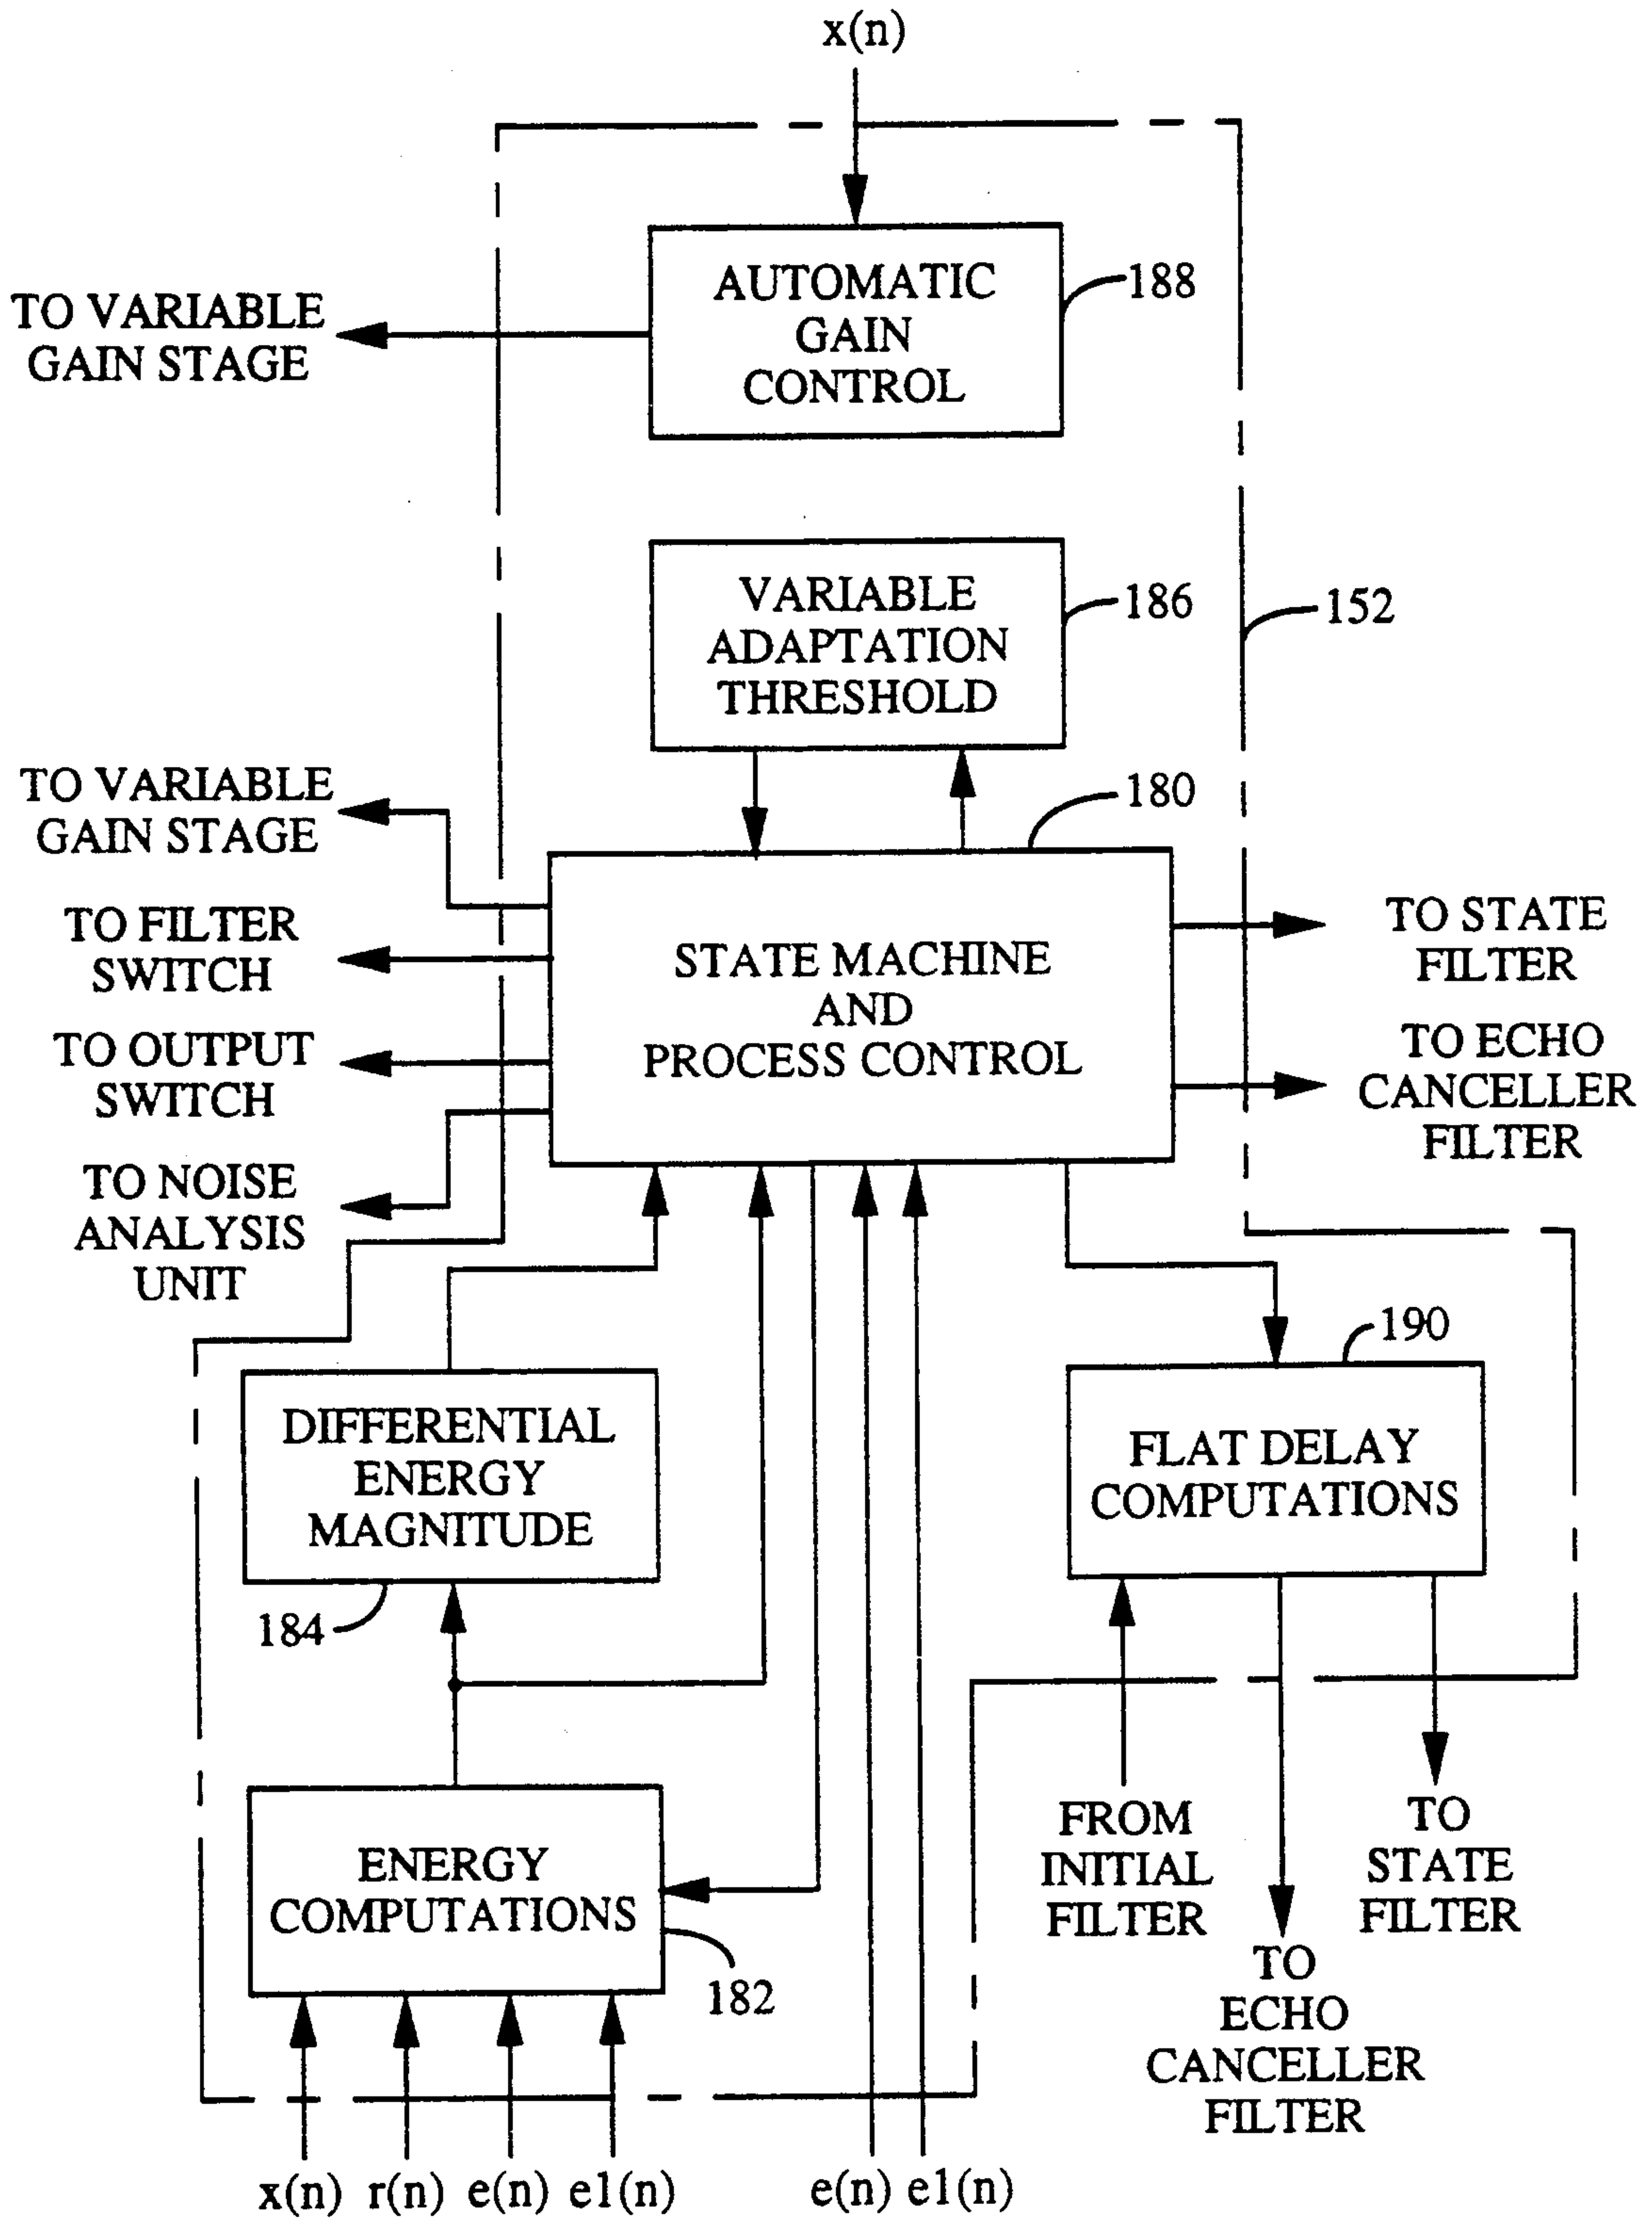 x(n)
AUTOMATIC
GAIN
CONTROL
188
TO VARIABLE
GAIN STAGE
VARIABLE
ADAPTATION
THRESHOLD
186
152
TO VARIABLE
GAIN STAGE
180
TO FILTER
SWITCH
STATE MACHINE
AND
PROCESS CONTROL
TO STATE
FILTER
TO OUTPUT
SWITCH
TO ECHO
CANCELLER
FILTER
TO NOISE
ANALYSIS
UNIT
190
DIFFERENTIAL
ENERGY
MAGNITUDE
184
FLAT DELAY
COMPUTATIONS
ENERGY
COMPUTATIONS
182
FROM
INITIAL
FILTER
TO
STATE
FILTER
TO
ECHO
CANCELLER
FILTER
x(n) r(n) e(n) e1(n) e(n) e1(n)